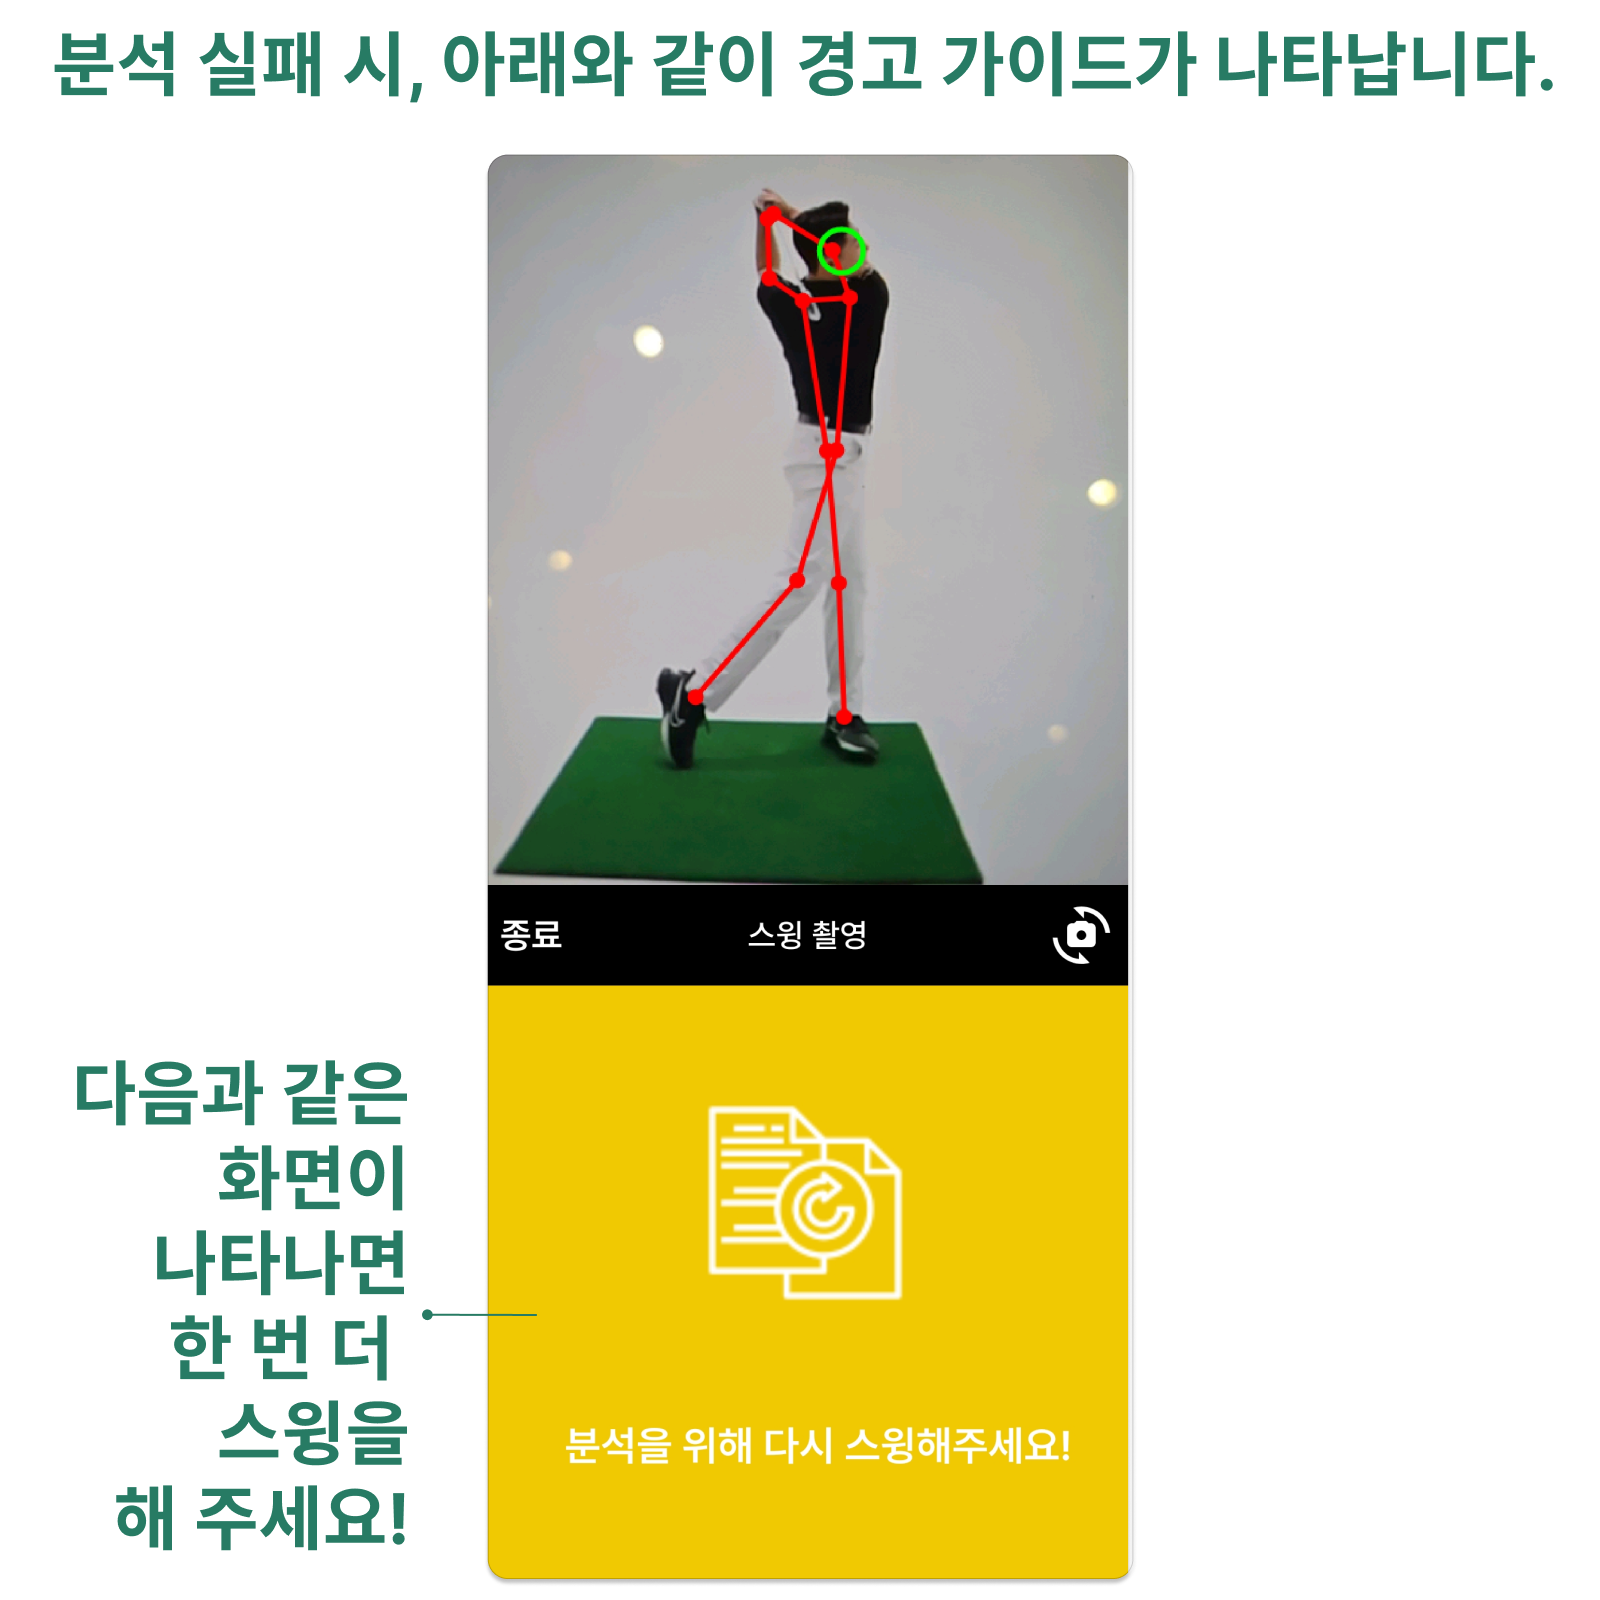 분석 실패 시, 아래와 같이 경고 가이드가 나타납니다.
종료
스윙 촬영
다음과 같은
화면이
나타나면
한 번 더
스윙을
해 주세요!
분석을 위해 다시 스윙해주세요!